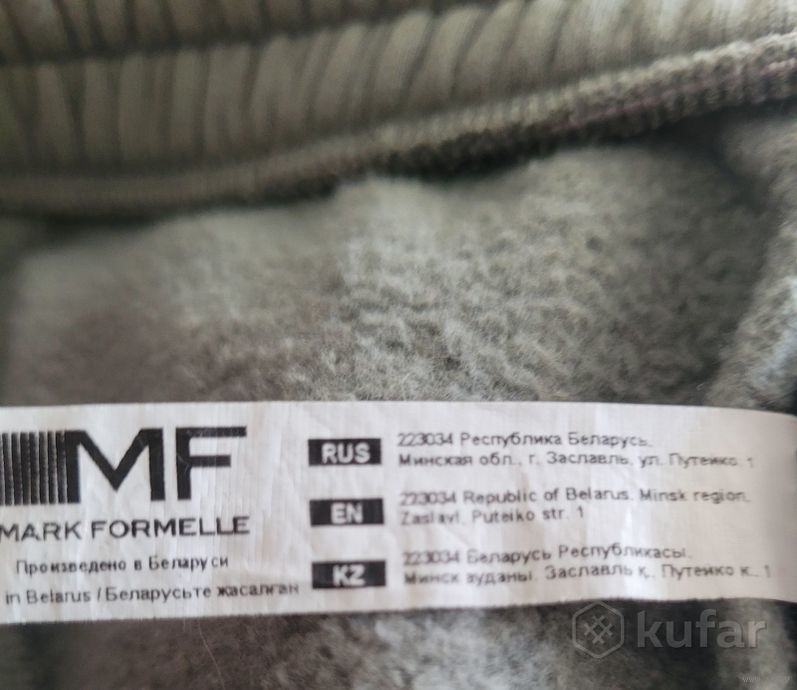 MF
MARK FORMELLE
Произведено в Беларуси
in Belarus / Беларусьте жасалған
RUS
223034 Республика Беларусь,
Минская обл., г. Заславль, ул. Путейко, 1
EN
223034 Republic of Belarus, Minsk region,
Zaslavl, Puteiko str. 1
KZ
223034 Беларусь Республикасы,
Минск ауданы, Заславль қ., Путейко к., 1
kufar